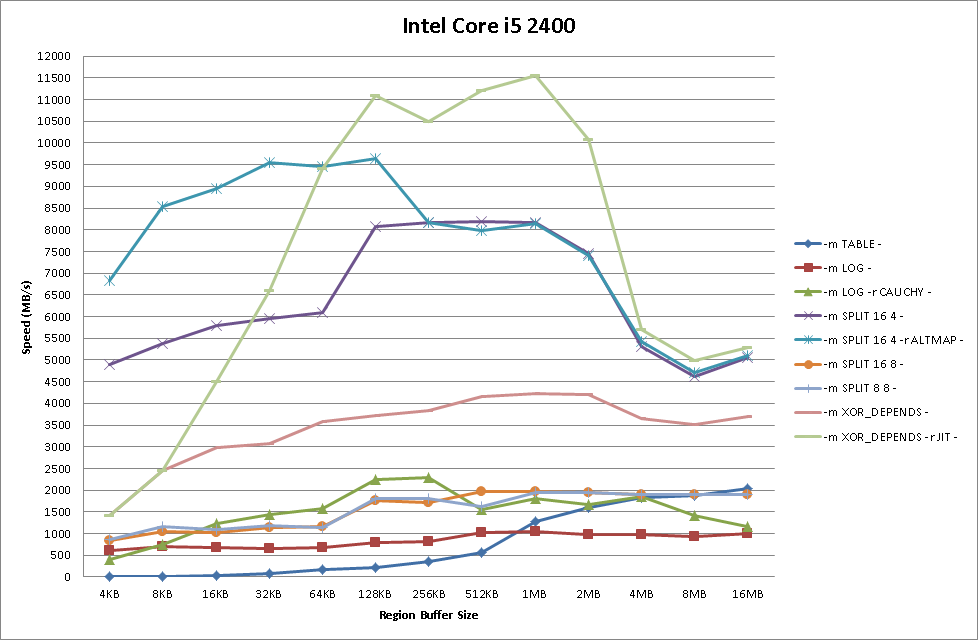 Intel Core i5 2400
12000
11500
11000
10500
10000
9500
9000
8500
8000
7500
7000
6500
6000
5500
5000
4500
4000
3500
3000
2500
2000
1500
1000
500
0
Speed (MB/s)
4KB 8KB 16KB 32KB 64KB 128KB 256KB 512KB 1MB 2MB 4MB 8MB 16MB
Region Buffer Size
-m TABLE -
-m LOG -
-m LOG -r CAUCHY -
-m SPLIT 16 4 -
-m SPLIT 16 4 -r ALTMAP -
-m SPLIT 16 8 -
-m SPLIT 8 8 -
-m XOR_DEPENDS -
-m XOR_DEPENDS -r JIT -